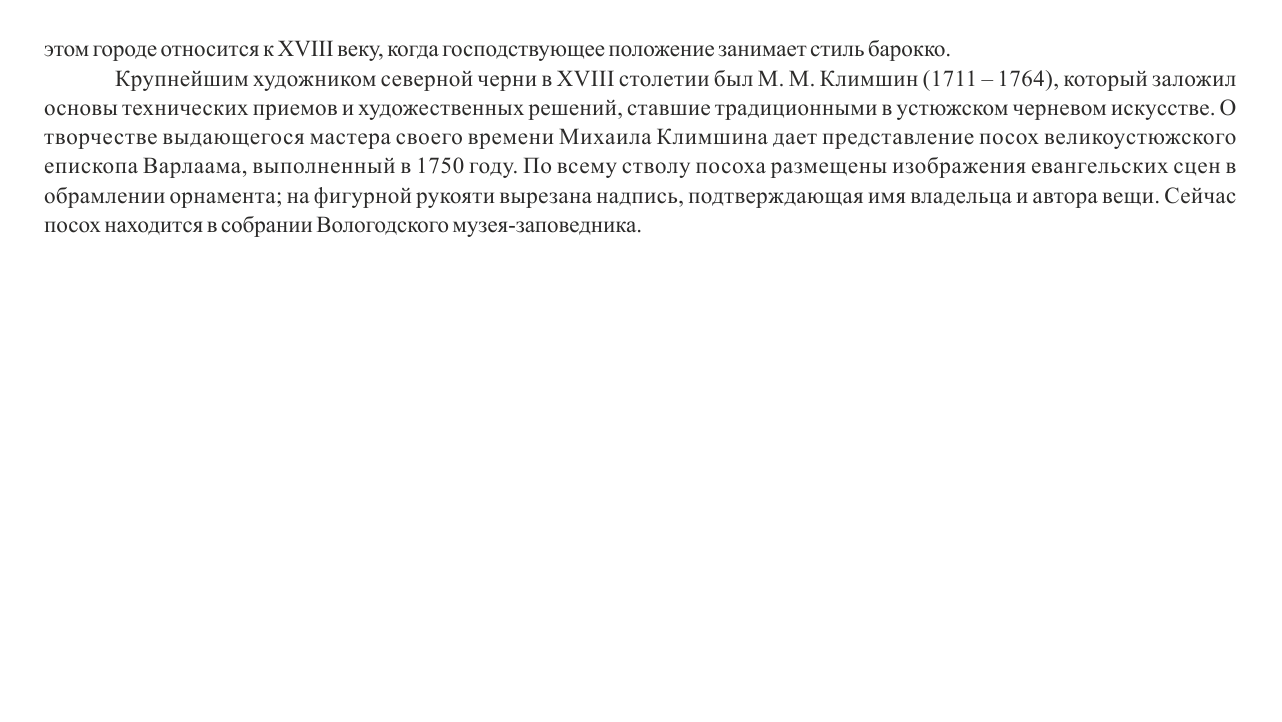 этом городе относится к XVIII веку, когда господствующее положение занимает стиль барокко.
Крупнейшим художником северной черни в XVIII столетии был М. М. Климшин (1711 – 1764), который заложил
основы технических приемов и художественных решений, ставшие традиционными в устюжском черневом искусстве. О
творчестве выдающегося мастера своего времени Михаила Климшина дает представление посох великоустюжского
епископа Варлаама, выполненный в 1750 году. По всему стволу посоха размещены изображения евангельских сцен в
обрамлении орнамента; на фигурной рукояти вырезана надпись, подтверждающая имя владельца и автора вещи. Сейчас
посох находится в собрании Вологодского музея-заповедника.